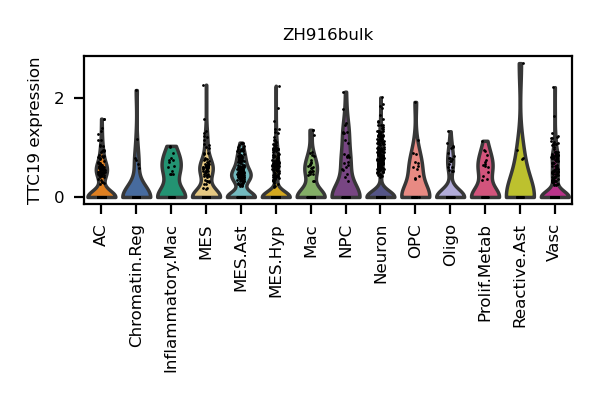 ZH916bulk
TTC19 expression
2
0
AC
Chromatin.Reg
Inflammatory.Mac
MES
MES.Ast
MES.Hyp
Mac
NPC
Neuron
OPC
Oligo
Prolif.Metab
Reactive.Ast
Vasc